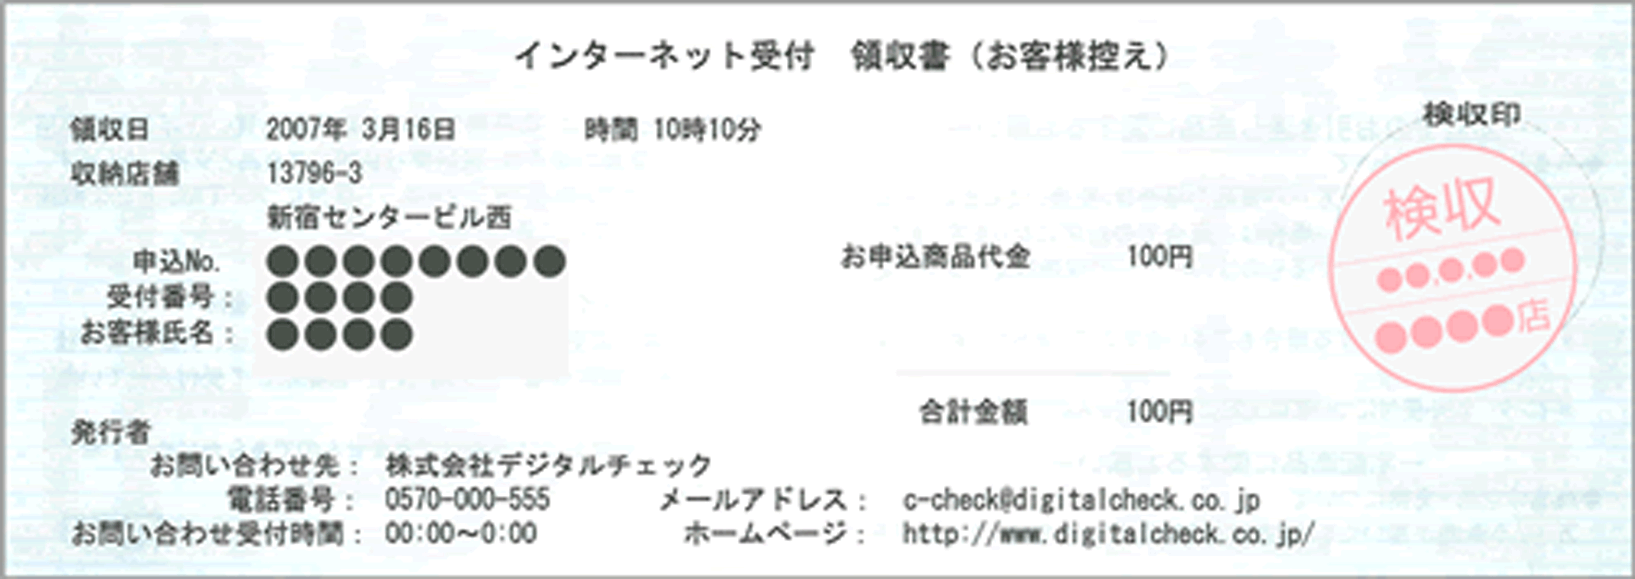 インターネット受付　領収書（お客様控え）
検収印
領収日　2007年 3月16日　時間 10時10分
収納店舗　13796-3
新宿センタービル西
検収
申込No.　●●●●●●●●
お申込商品代金　100円
●●.●.●●
受付番号：　●●●●
お客様氏名：　●●●●
●●●●店
合計金額　100円
発行者
お問い合わせ先：　株式会社デジタルチェック
電話番号：　0570-000-555　メールアドレス：　c-check@digitalcheck.co.jp
お問い合わせ受付時間：　00:00～0:00　ホームページ：　http://www.digitalcheck.co.jp/